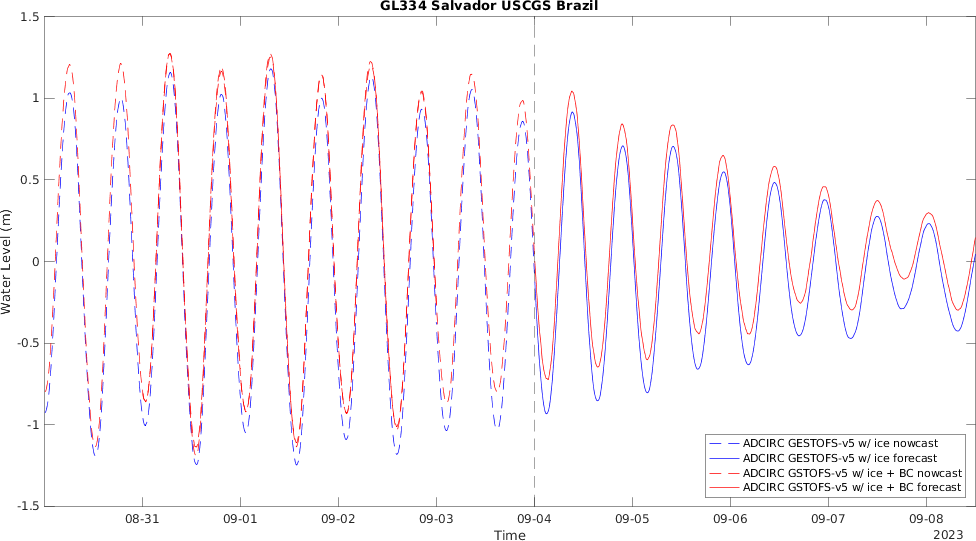 GL334 Salvador USCGS Brazil
1.5
1
0.5
0
-0.5
-1
-1.5
Water Level (m)
ADCIRC GESTOFS-v5 w/ ice nowcast
ADCIRC GESTOFS-v5 w/ ice forecast
ADCIRC GSTOFS-v5 w/ ice + BC nowcast
ADCIRC GSTOFS-v5 w/ ice + BC forecast
08-31 09-01 09-02 09-03 09-04 09-05 09-06 09-07 09-08
Time
2023